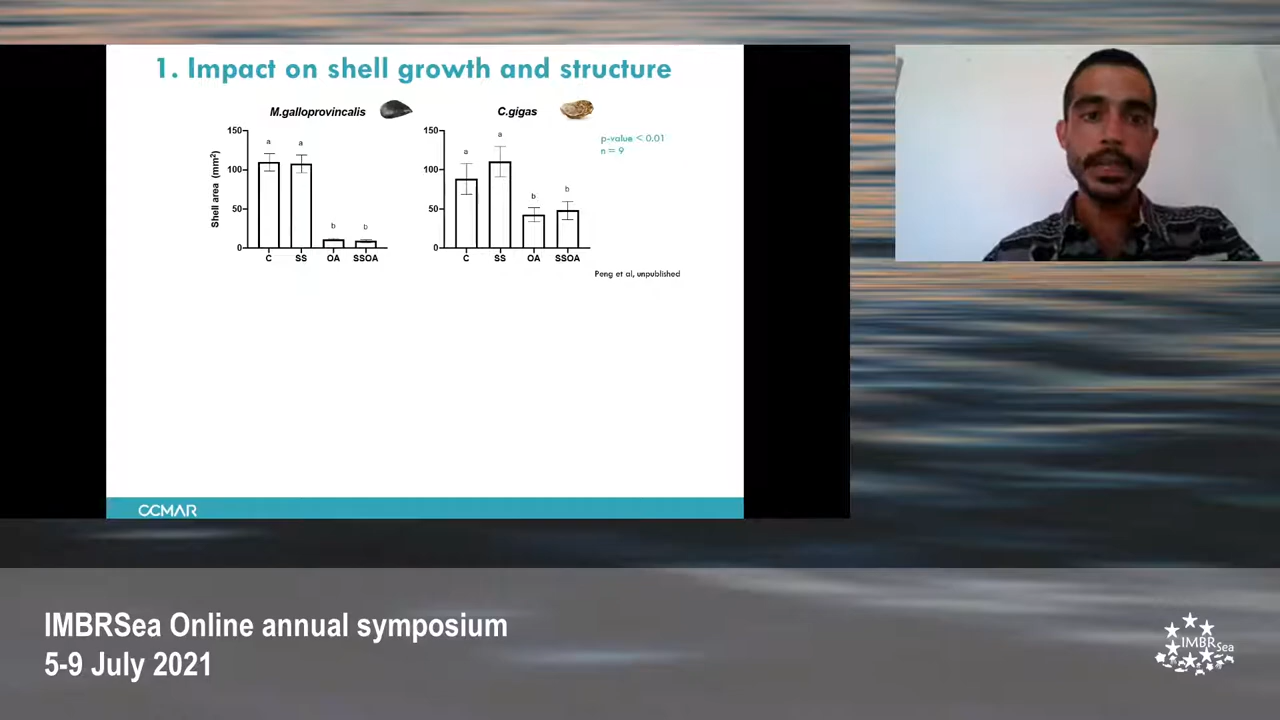 1. Impact on shell growth and structure
M.galloprovincalis
C.gigas
p-value < 0.01
n = 9
Shell area (mm²)
150
100
50
0
a
a
b
b
C
SS
OA
SSOA
150
100
50
0
a
a
b
b
C
SS
OA
SSOA
Peng et al, unpublished
CCMAR
IMBRSea Online annual symposium
5-9 July 2021
IMBRSea